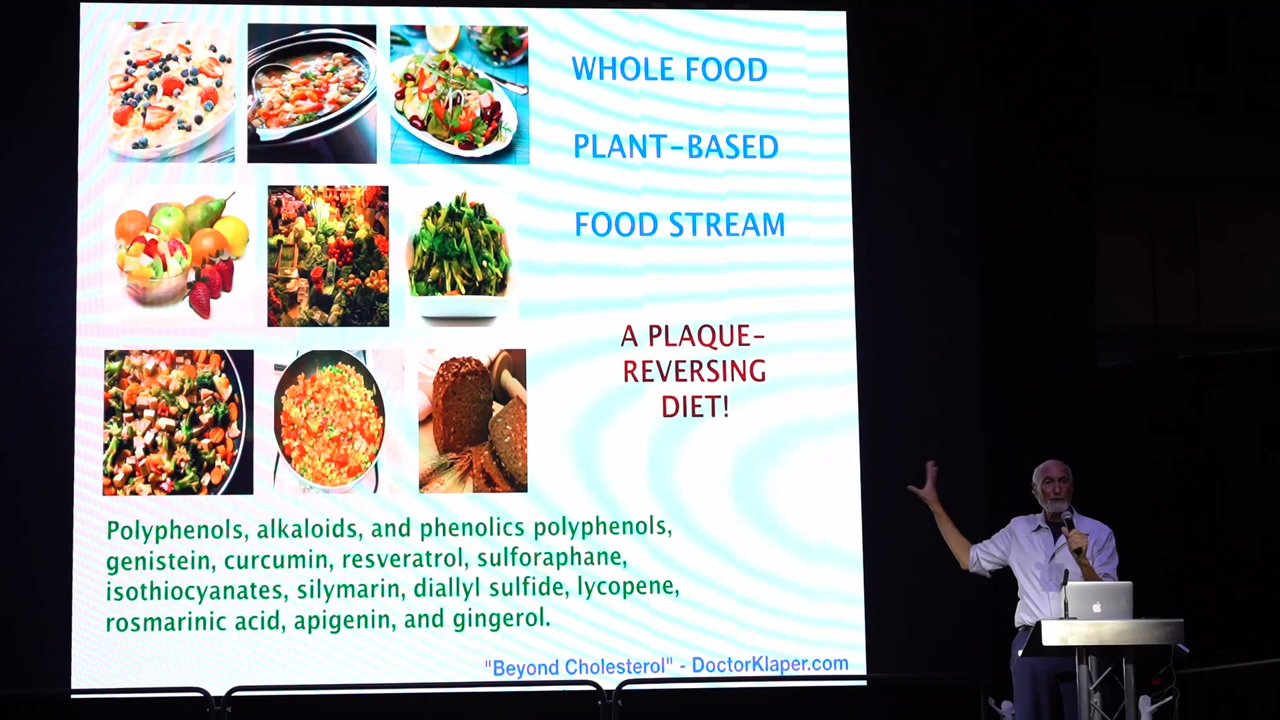 WHOLE FOOD
PLANT-BASED
FOOD STREAM
A PLAQUE-
REVERSING
DIET!
Polyphenols, alkaloids, and phenolics polyphenols,
genistein, curcumin, resveratrol, sulforaphane,
isothiocyanates, silymarin, diallyl sulfide, lycopene,
rosmarinic acid, apigenin, and gingerol.
"Beyond Cholesterol" - DoctorKlaper.com